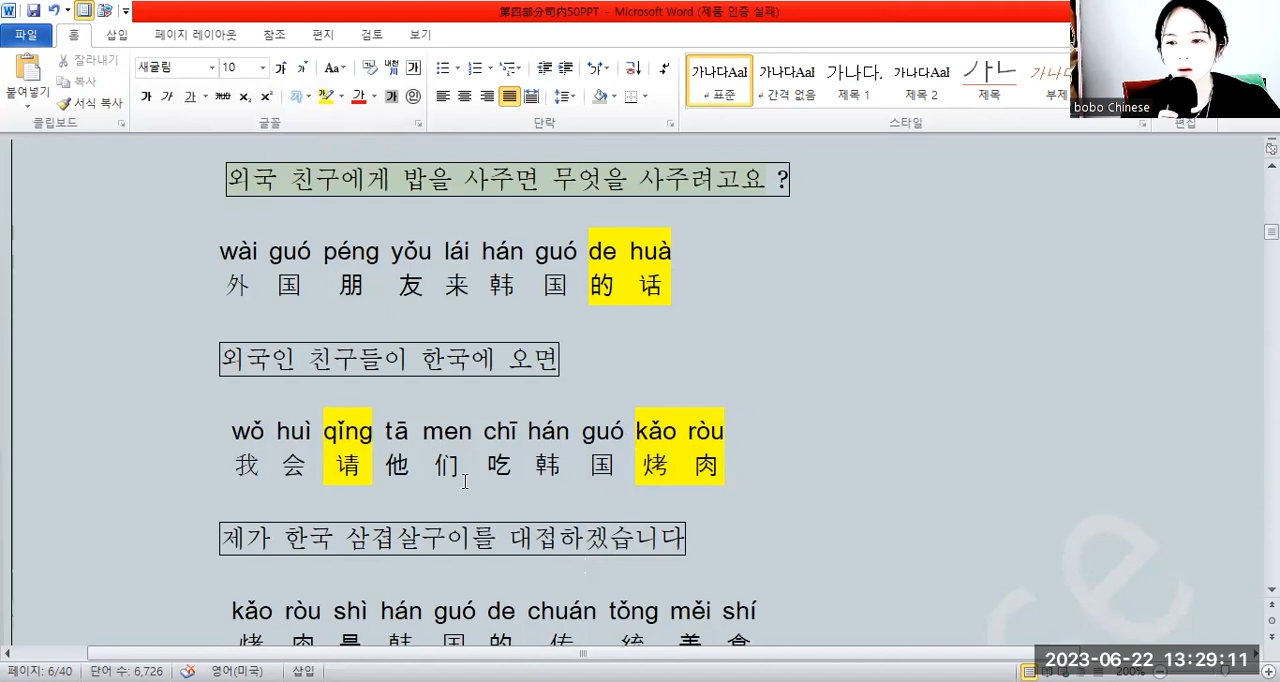 第四部分司内50PPT - Microsoft Word (제품 인증 실패)
파일 홈 삽입 페이지 레이아웃 참조 편지 검토 보기
잘라내기
복사
붙여넣기
서식 복사
새굴림 10
가나다AaI 가나다AaI 가나다. 가나다AaI
표준 간격 없음 제목 1 제목 2 제목 부제
클립보드 글꼴 단락 스타일 편집
bobo Chinese
외국 친구에게 밥을 사주면 무엇을 사주려고요 ?
wài guó péng yǒu lái hán guó de huà
外 国 朋 友 来 韩 国 的 话
외국인 친구들이 한국에 오면
wǒ huì qǐng tā men chī hán guó kǎo ròu
我 会 请 他 们 吃 韩 国 烤 肉
제가 한국 삼겹살구이를 대접하겠습니다
kǎo ròu shì hán guó de chuán tǒng měi shí
烤 肉 是 韩 国 的 传 统 美 食
페이지: 6/40 단어 수: 6,726 영어(미국) 삽입 200%
2023-06-22 13:29:11